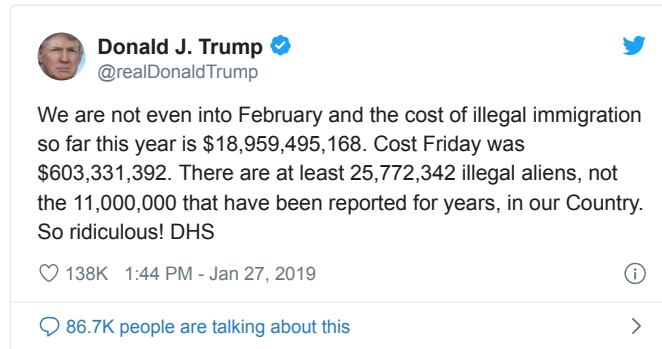 Donald J. Trump
@realDonaldTrump
We are not even into February and the cost of illegal immigration
so far this year is $18,959,495,168. Cost Friday was
$603,331,392. There are at least 25,772,342 illegal aliens, not
the 11,000,000 that have been reported for years, in our Country.
So ridiculous! DHS
138K 1:44 PM - Jan 27, 2019
86.7K people are talking about this